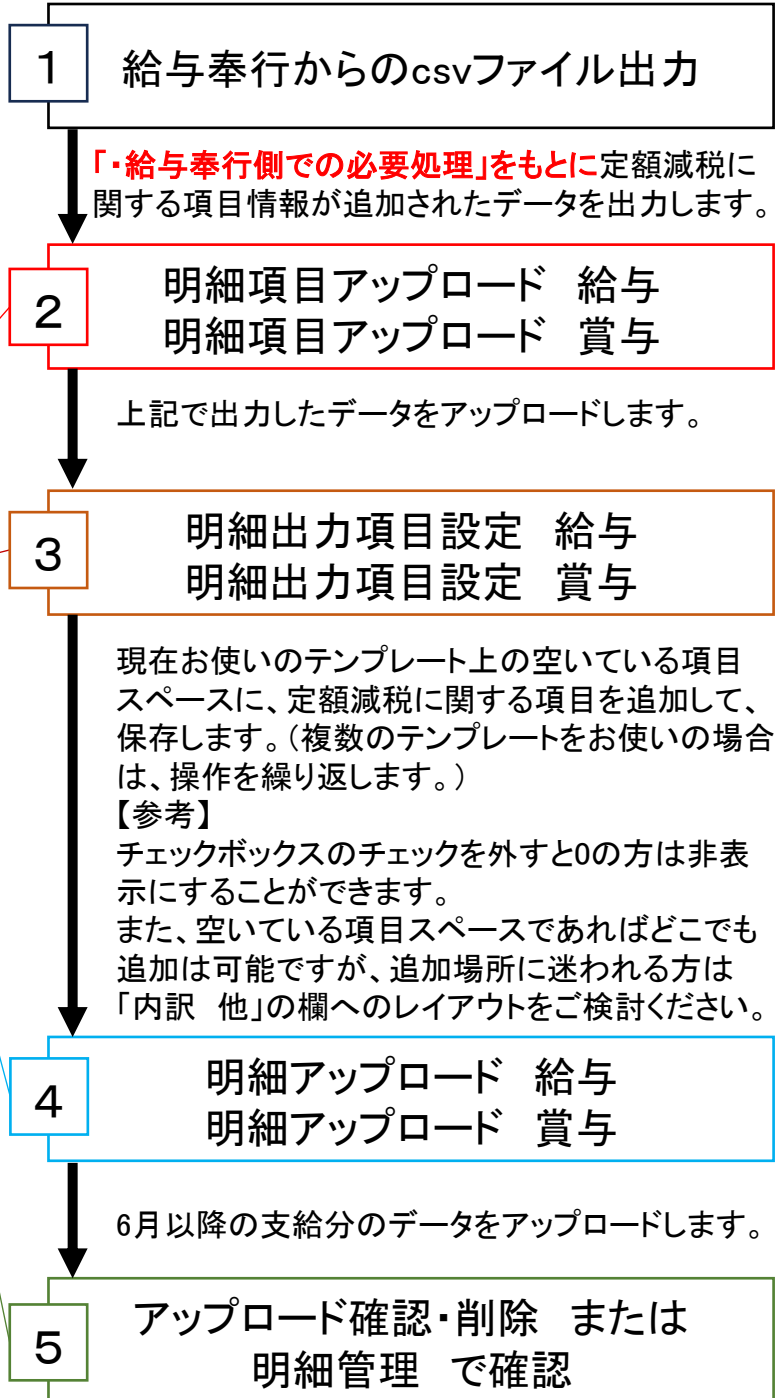 1
給与奉行からのcsvファイル出力
「・給与奉行側での必要処理」をもとに定額減税に
関する項目情報が追加されたデータを出力します。
2
明細項目アップロード　給与
明細項目アップロード　賞与
上記で出力したデータをアップロードします。
3
明細出力項目設定　給与
明細出力項目設定　賞与
現在お使いのテンプレート上の空いている項目
スペースに、定額減税に関する項目を追加して、
保存します。（複数のテンプレートをお使いの場合
は、操作を繰り返します。）
【参考】
チェックボックスのチェックを外すと0の方は非表
示にすることができます。
また、空いている項目スペースであればどこでも
追加は可能ですが、追加場所に迷われる方は
「内訳　他」の欄へのレイアウトをご検討ください。
4
明細アップロード　給与
明細アップロード　賞与
6月以降の支給分のデータをアップロードします。
5
アップロード確認・削除　または
明細管理　で確認